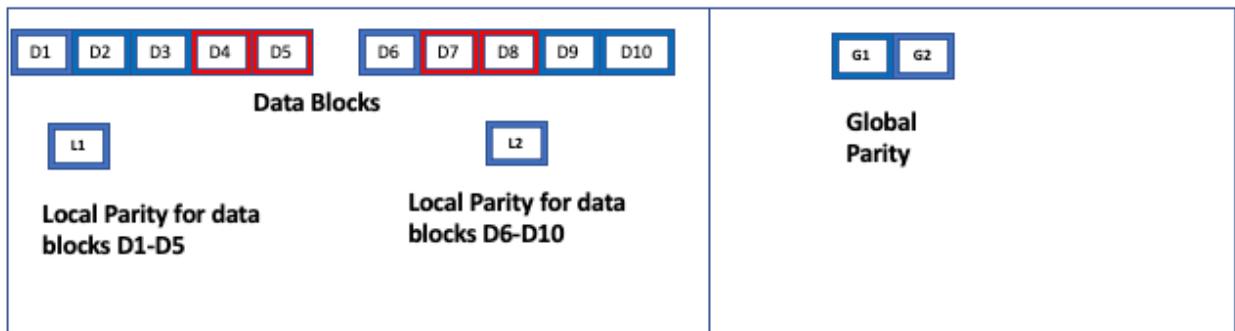 D1 D2 D3 D4 D5 D6 D7 D8 D9 D10
Data Blocks
L1 L2
Local Parity for data
blocks D1-D5
Local Parity for data
blocks D6-D10
G1 G2
Global
Parity